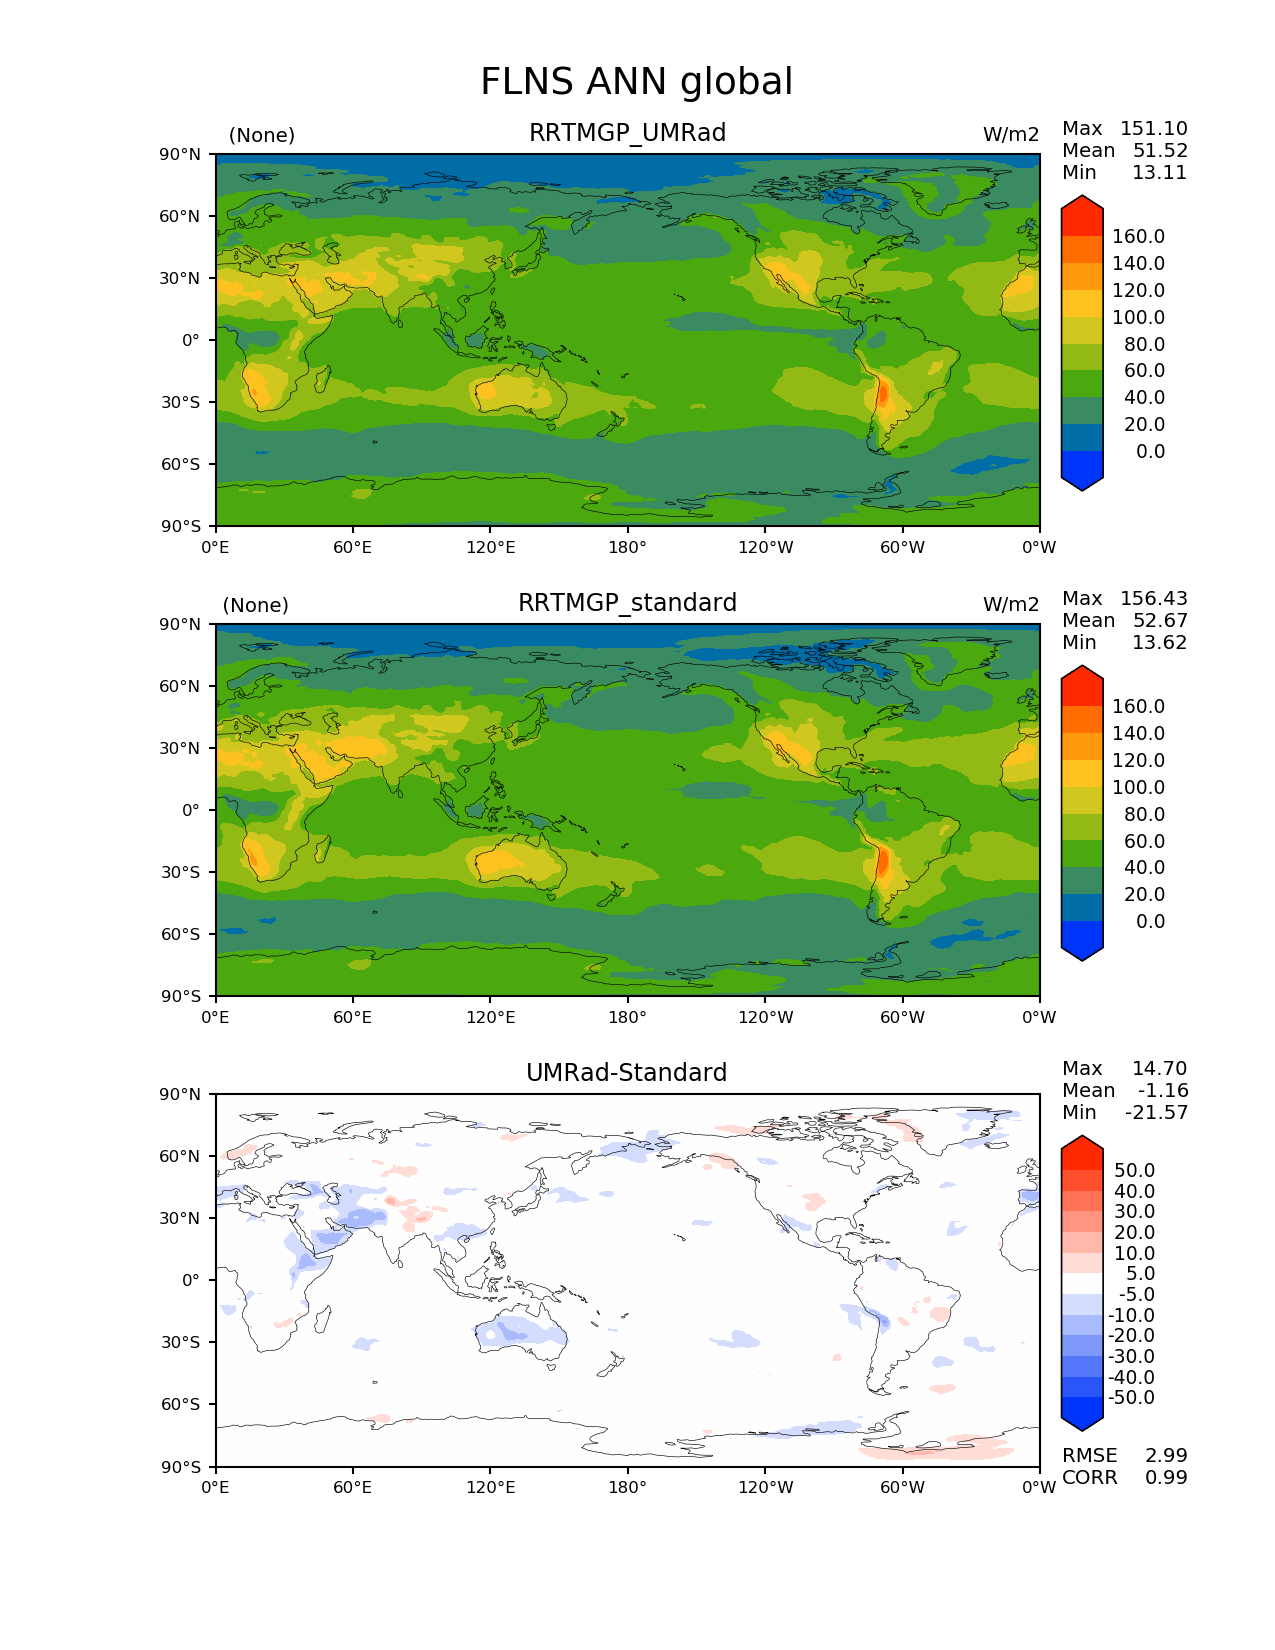 FLNS ANN global
(None) RRTMGP_UMRad W/m2
Max 151.10
Mean 51.52
Min 13.11
90°N
60°N
30°N
0°
30°S
60°S
90°S
0°E 60°E 120°E 180° 120°W 60°W 0°W
160.0
140.0
120.0
100.0
80.0
60.0
40.0
20.0
0.0
(None) RRTMGP_standard W/m2
Max 156.43
Mean 52.67
Min 13.62
90°N
60°N
30°N
0°
30°S
60°S
90°S
0°E 60°E 120°E 180° 120°W 60°W 0°W
160.0
140.0
120.0
100.0
80.0
60.0
40.0
20.0
0.0
UMRad-Standard
Max 14.70
Mean -1.16
Min -21.57
90°N
60°N
30°N
0°
30°S
60°S
90°S
0°E 60°E 120°E 180° 120°W 60°W 0°W
50.0
40.0
30.0
20.0
10.0
5.0
-5.0
-10.0
-20.0
-30.0
-40.0
-50.0
RMSE 2.99
CORR 0.99